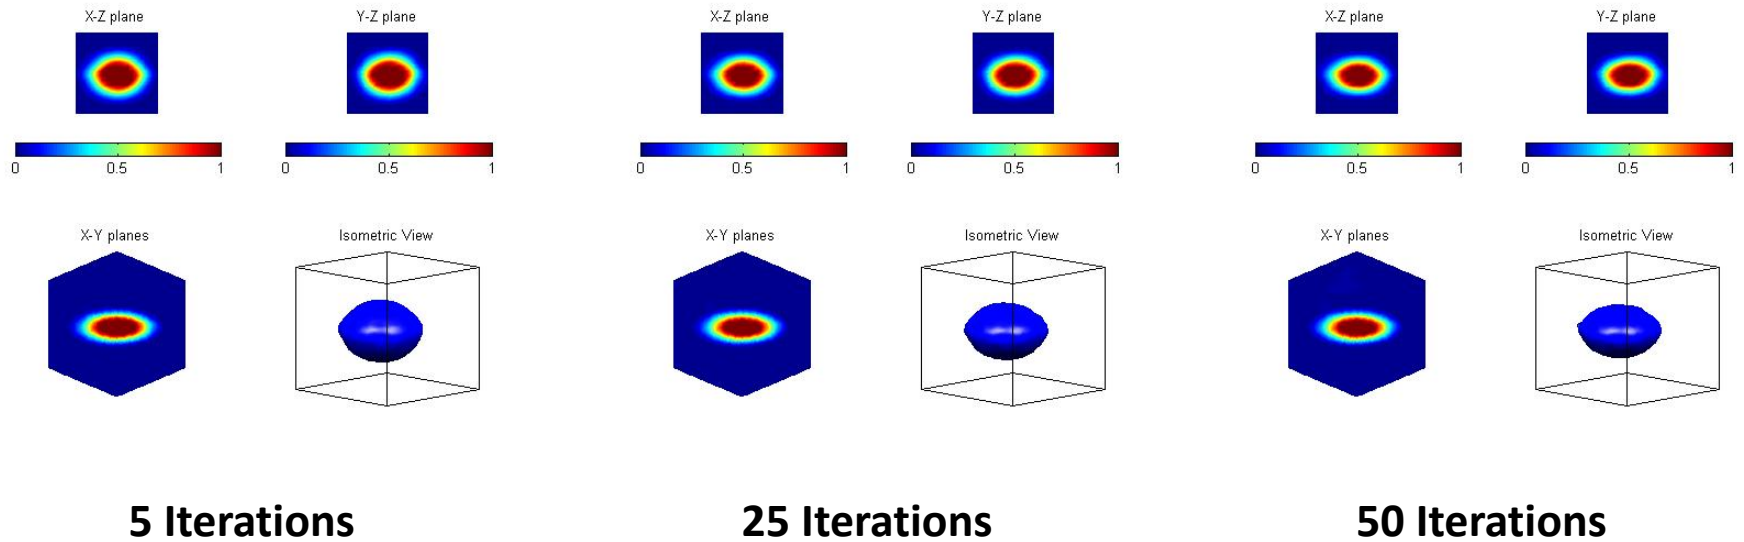 X-Z plane
Y-Z plane
0 0.5 1
0 0.5 1
X-Y planes
Isometric View
5 Iterations
X-Z plane
Y-Z plane
0 0.5 1
0 0.5 1
X-Y planes
Isometric View
25 Iterations
X-Z plane
Y-Z plane
0 0.5 1
0 0.5 1
X-Y planes
Isometric View
50 Iterations